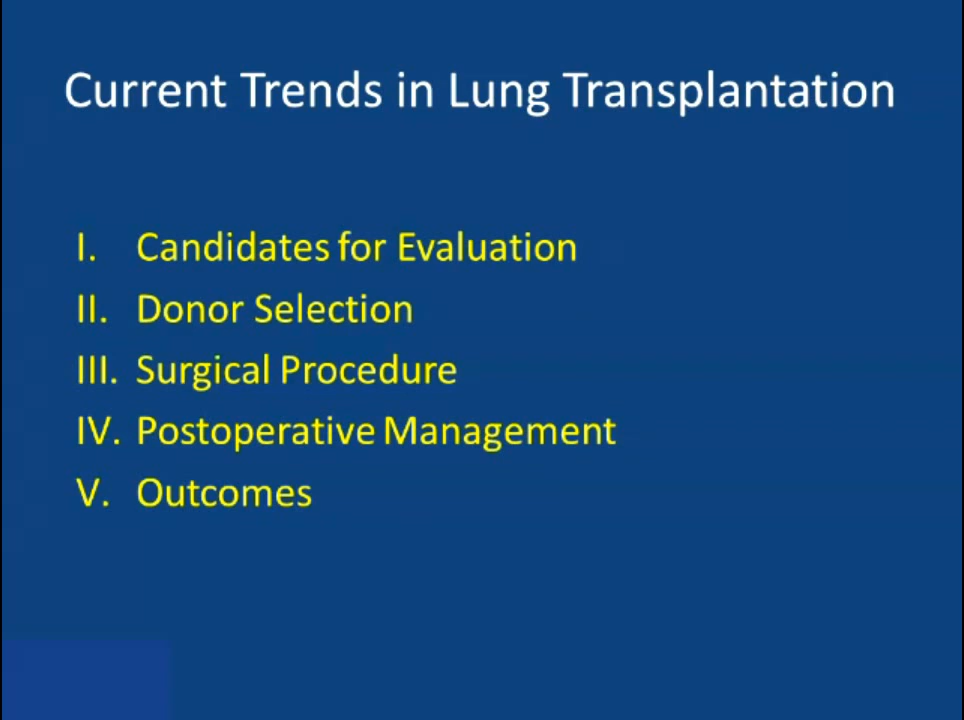 Current Trends in Lung Transplantation
I. Candidates for Evaluation
II. Donor Selection
III. Surgical Procedure
IV. Postoperative Management
V. Outcomes